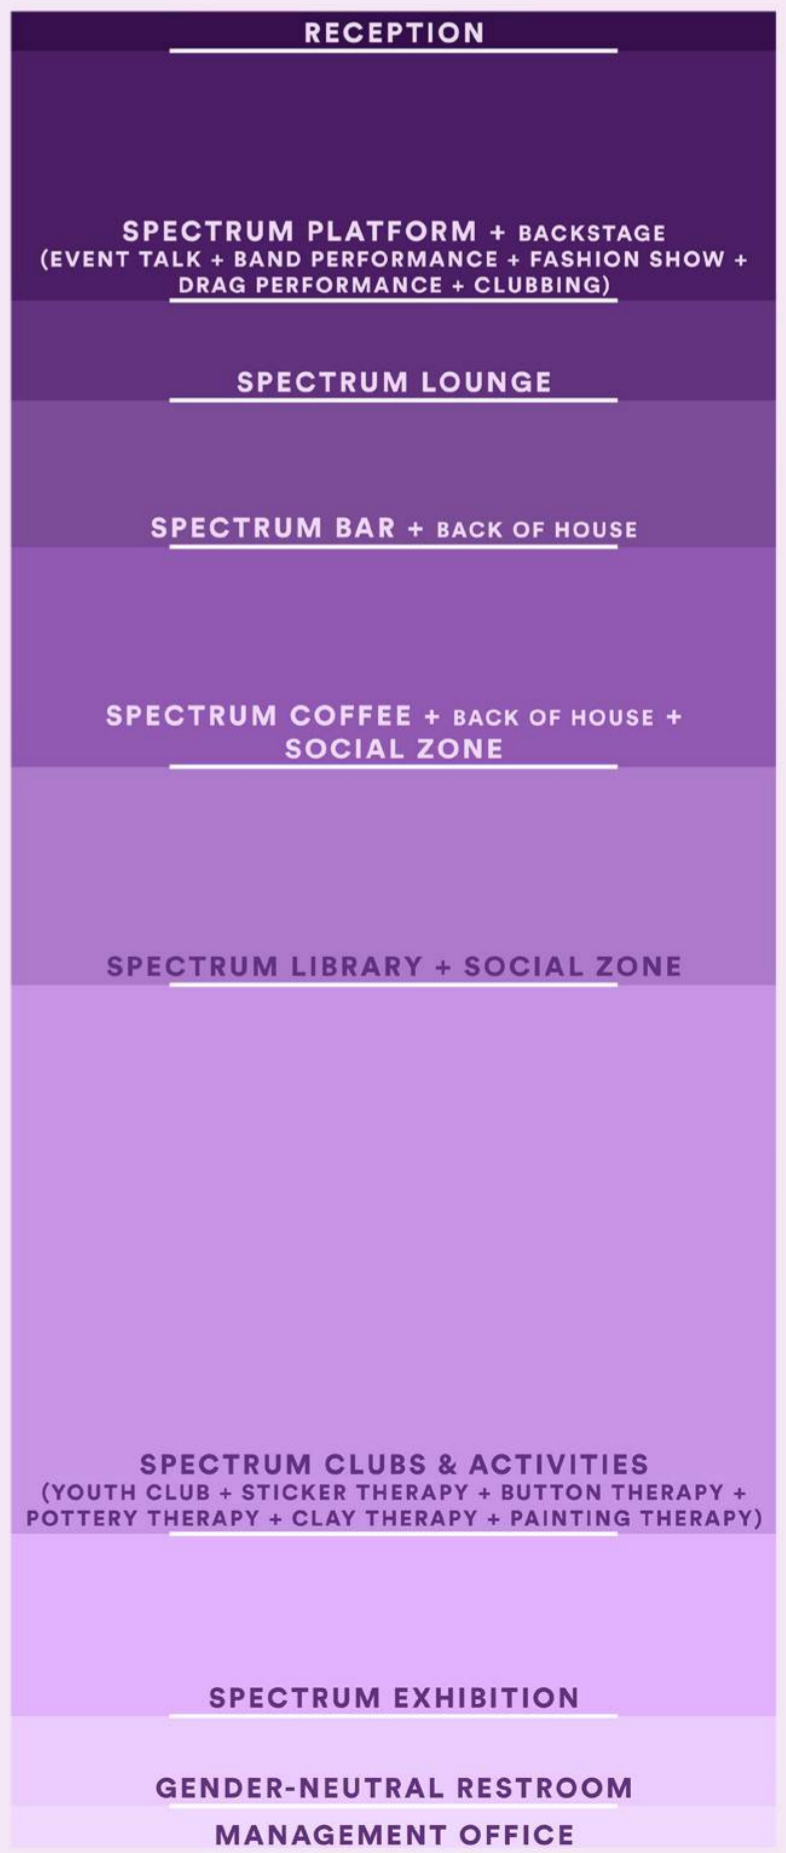 RECEPTION
SPECTRUM PLATFORM + BACKSTAGE
(EVENT TALK + BAND PERFORMANCE + FASHION SHOW +
DRAG PERFORMANCE + CLUBBING)
SPECTRUM LOUNGE
SPECTRUM BAR + BACK OF HOUSE
SPECTRUM COFFEE + BACK OF HOUSE +
SOCIAL ZONE
SPECTRUM LIBRARY + SOCIAL ZONE
SPECTRUM CLUBS & ACTIVITIES
(YOUTH CLUB + STICKER THERAPY + BUTTON THERAPY +
POTTERY THERAPY + CLAY THERAPY + PAINTING THERAPY)
SPECTRUM EXHIBITION
GENDER-NEUTRAL RESTROOM
MANAGEMENT OFFICE